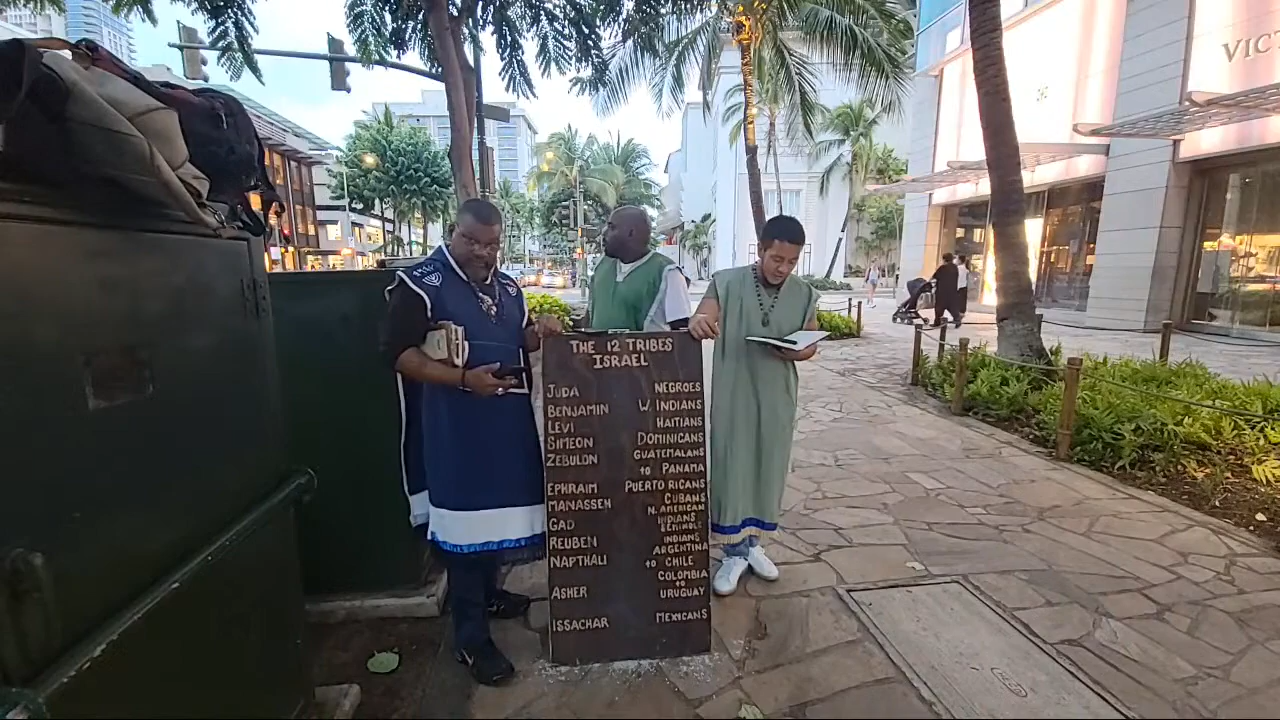 VICT
THE 12 TRIBES
ISRAEL
JUDA NEGROES
BENJAMIN W. INDIANS
LEVI HAITIANS
SIMEON DOMINICANS
ZEBULON GUATEMALANS
to PANAMA
EPHRAIM PUERTO RICANS
MANASSEH CUBANS
GAD N. AMERICAN
INDIANS
REUBEN SEMINOLE
INDIANS
NAPTHALI ARGENTINA
to CHILE
ASHER COLOMBIA
to
URUGUAY
ISSACHAR MEXICANS